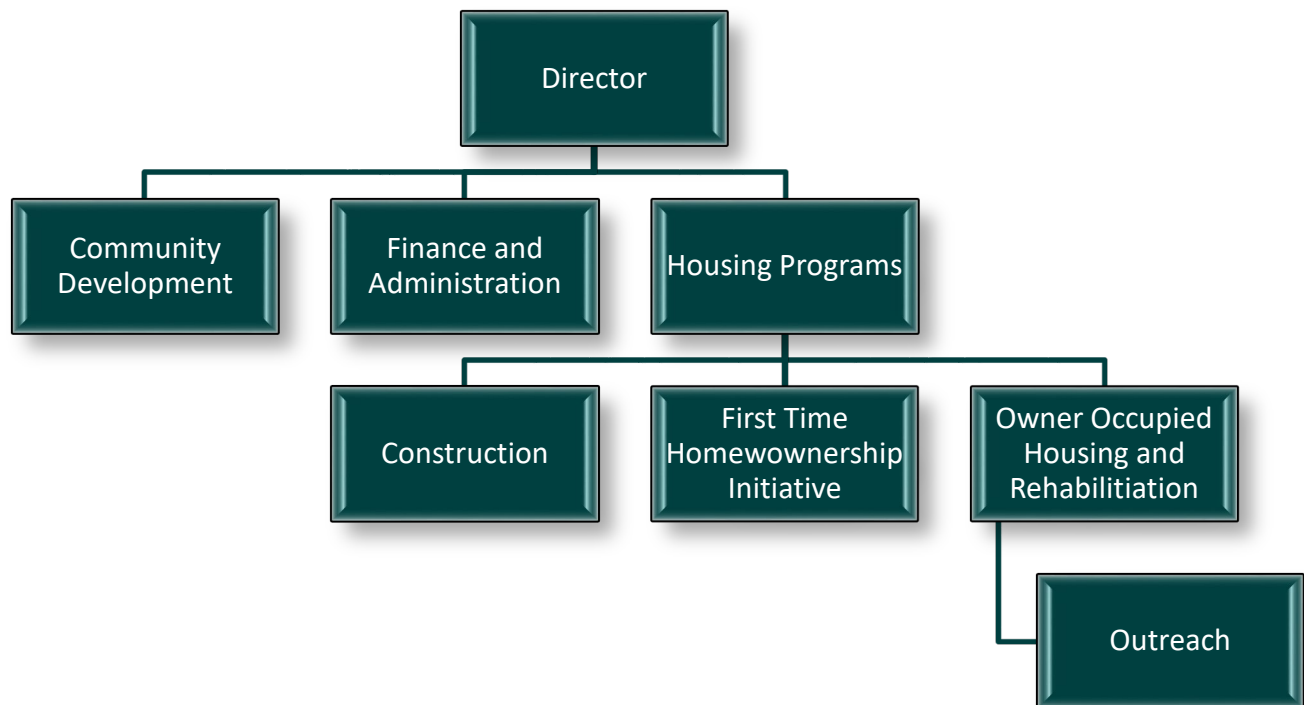 Director
Community
Development
Finance and
Administration
Housing Programs
Construction
First Time
Homewownership
Initiative
Owner Occupied
Housing and
Rehabilitiation
Outreach